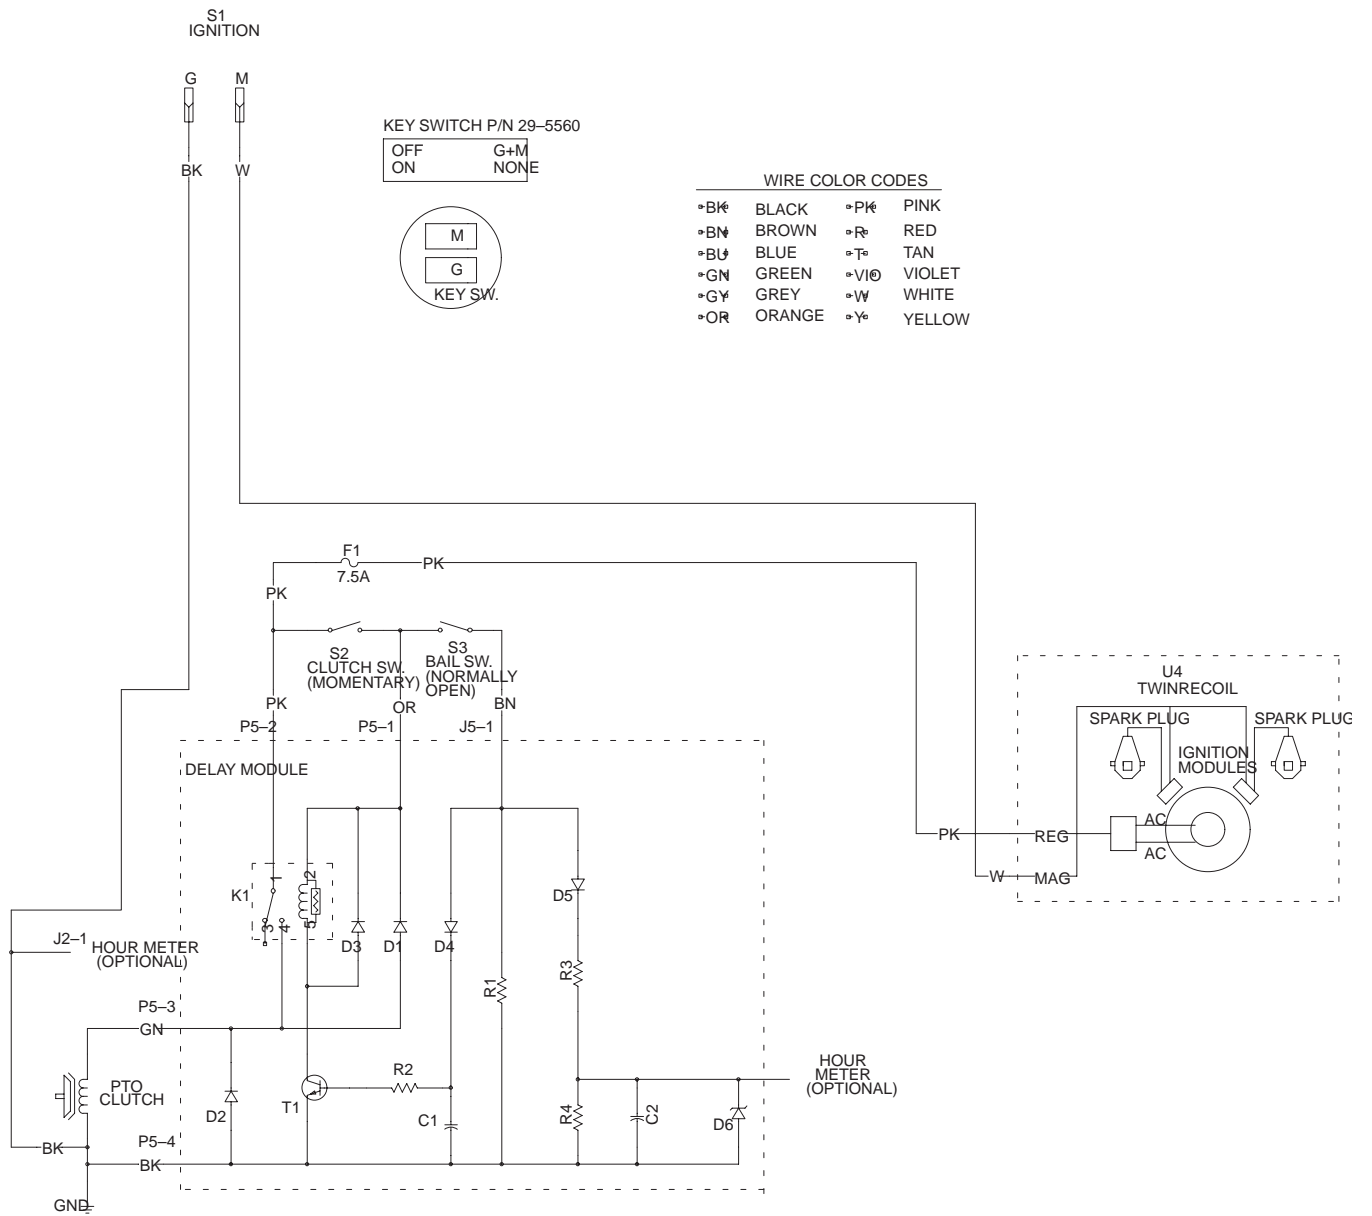 S1
IGNITION
G M
BK W
KEY SWITCH P/N 29–5560
OFF G+M
ON NONE
M
G
KEY SW.
WIRE COLOR CODES
BK BLACK PK PINK
BN BROWN R RED
BU BLUE T TAN
GN GREEN VIO VIOLET
GY GREY W WHITE
OR ORANGE Y YELLOW
F1
7.5A
PK
PK
S2
CLUTCH SW.
(MOMENTARY)
S3
BAIL SW.
(NORMALLY
OPEN)
PK
OR
BN
P5–2 P5–1 J5–1
DELAY MODULE
U4
TWINRECOIL
SPARK PLUG SPARK PLUG
IGNITION
MODULES
AC
AC
PK REG
W MAG
K1
1 2
3 4 5
D3 D1 D4
D5
R1
R3
J2–1
HOUR METER
(OPTIONAL)
P5–3
GN
PTO
CLUTCH
D2
T1
R2
C1
R4
C2
D6
HOUR
METER
(OPTIONAL)
BK
P5–4
BK
GND